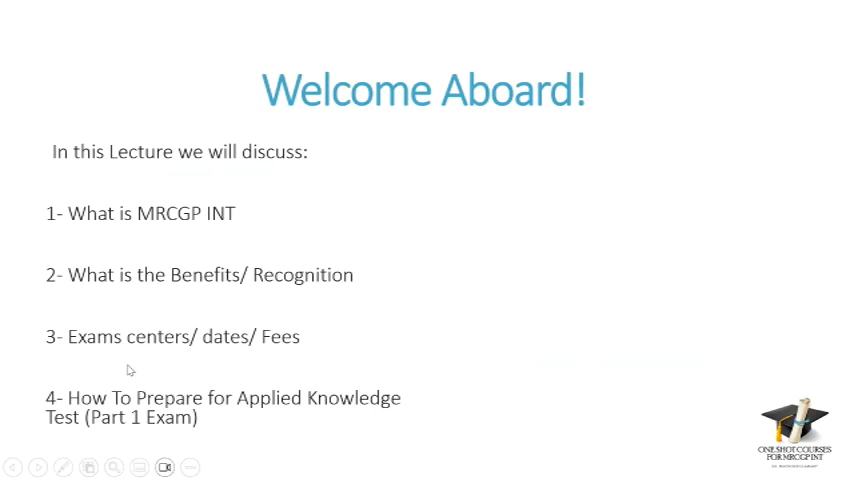 Welcome Aboard!
In this Lecture we will discuss:
1- What is MRCGP INT
2- What is the Benefits/ Recognition
3- Exams centers/ dates/ Fees
4- How To Prepare for Applied Knowledge
Test (Part 1 Exam)
ONE SHOT COURSES
FOR MRCGP INT